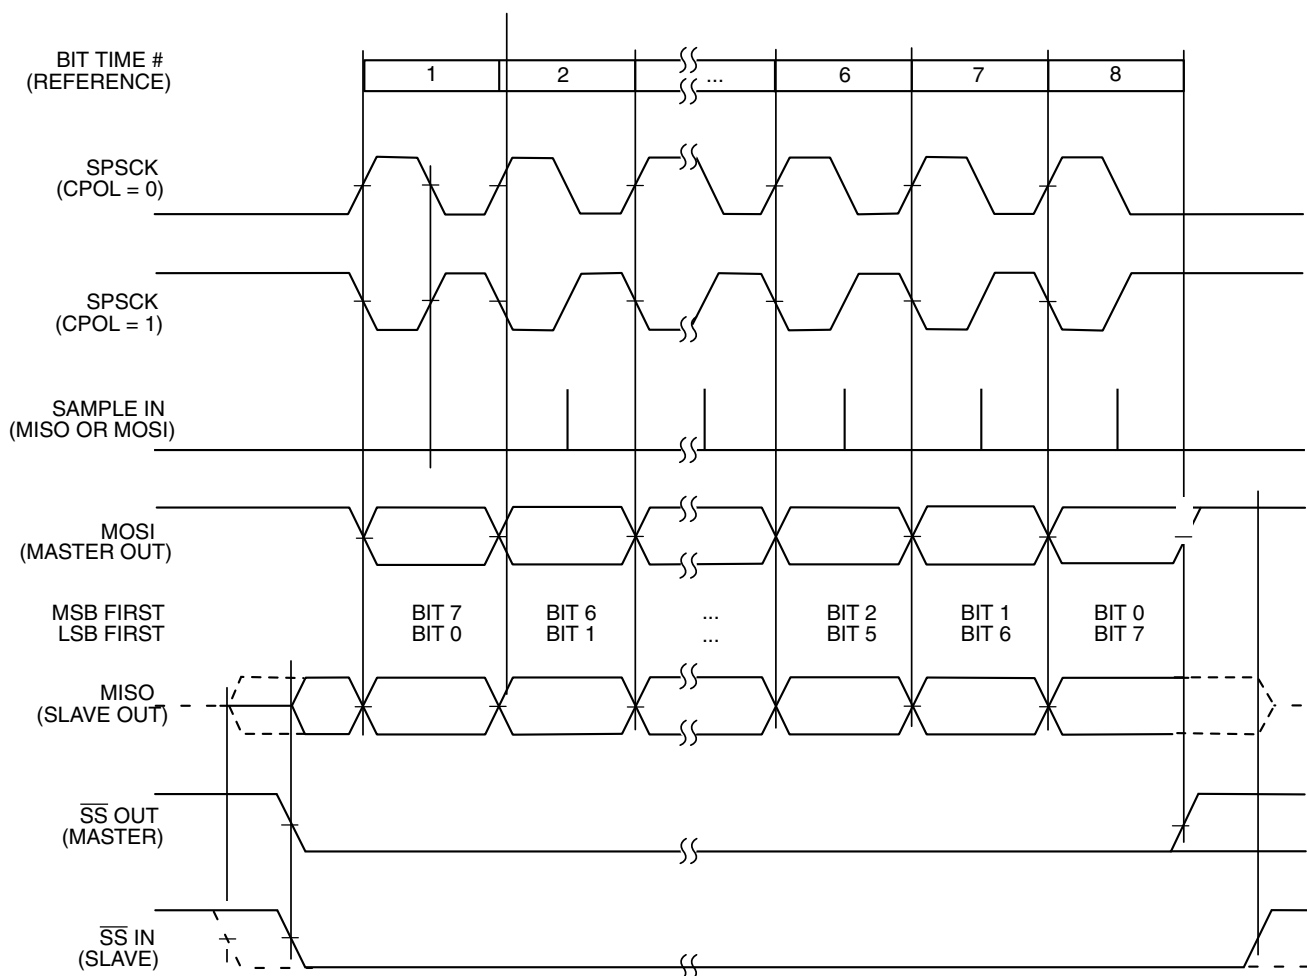 BIT TIME #
(REFERENCE)
1 2 ... 6 7 8
SPSCK
(CPOL = 0)
SPSCK
(CPOL = 1)
SAMPLE IN
(MISO OR MOSI)
MOSI
(MASTER OUT)
MSB FIRST BIT 7 BIT 6 ... BIT 2 BIT 1 BIT 0
LSB FIRST BIT 0 BIT 1 ... BIT 5 BIT 6 BIT 7
MISO
(SLAVE OUT)
S̅S̅ OUT
(MASTER)
S̅S̅ IN
(SLAVE)